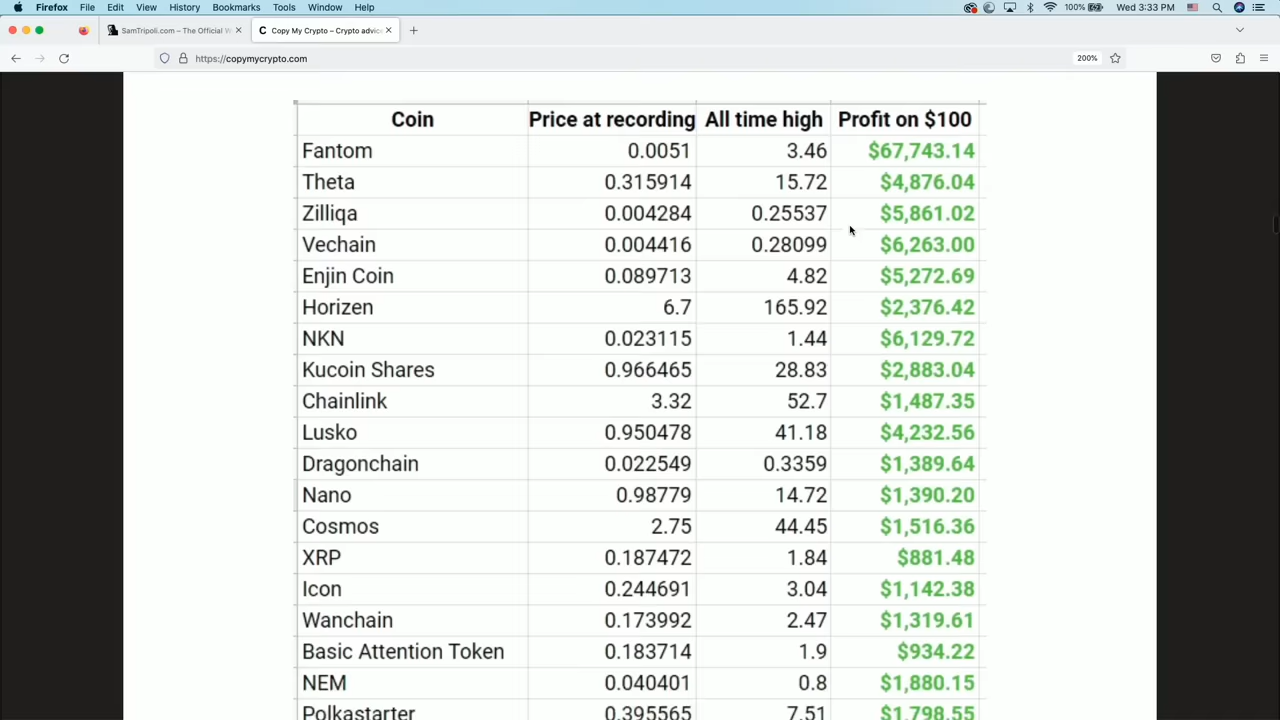 Firefox File Edit View History Bookmarks Tools Window Help 100% Wed 3:33 PM
SamTripoli.com – The Official W Copy My Crypto – Crypto advic
https://copymycrypto.com 200%
Coin Price at recording All time high Profit on $100
Fantom 0.0051 3.46 $67,743.14
Theta 0.315914 15.72 $4,876.04
Zilliqa 0.004284 0.25537 $5,861.02
Vechain 0.004416 0.28099 $6,263.00
Enjin Coin 0.089713 4.82 $5,272.69
Horizen 6.7 165.92 $2,376.42
NKN 0.023115 1.44 $6,129.72
Kucoin Shares 0.966465 28.83 $2,883.04
Chainlink 3.32 52.7 $1,487.35
Lusko 0.950478 41.18 $4,232.56
Dragonchain 0.022549 0.3359 $1,389.64
Nano 0.98779 14.72 $1,390.20
Cosmos 2.75 44.45 $1,516.36
XRP 0.187472 1.84 $881.48
Icon 0.244691 3.04 $1,142.38
Wanchain 0.173992 2.47 $1,319.61
Basic Attention Token 0.183714 1.9 $934.22
NEM 0.040401 0.8 $1,880.15
Polkastarter 0.395565 7.51 $1,798.55